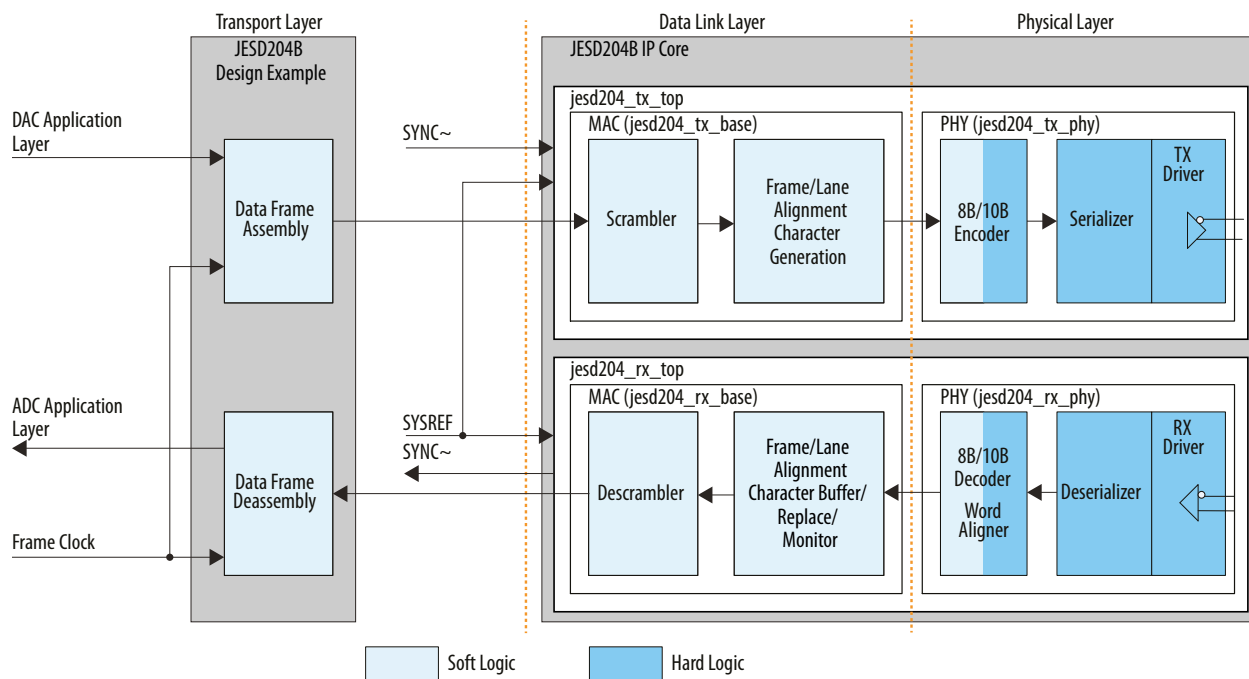 Transport Layer
Data Link Layer
Physical Layer
JESD204B
Design Example
JESD204B IP Core
jesd204_tx_top
DAC Application
Layer
SYNC~
MAC (jesd204_tx_base)
PHY (jesd204_tx_phy)
Data Frame
Assembly
Scrambler
Frame/Lane
Alignment
Character
Generation
8B/10B
Encoder
Serializer
TX
Driver
jesd204_rx_top
ADC Application
Layer
SYSREF
SYNC~
MAC (jesd204_rx_base)
PHY (jesd204_rx_phy)
Data Frame
Deassembly
Descrambler
Frame/Lane
Alignment
Character Buffer/
Replace/
Monitor
8B/10B
Decoder
Word
Aligner
Deserializer
RX
Driver
Frame Clock
Soft Logic
Hard Logic